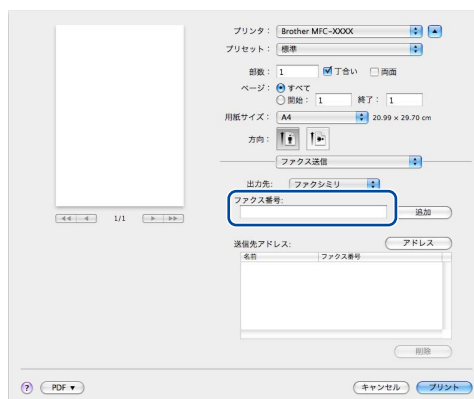 プリンタ： Brother MFC-XXXX
プリセット： 標準
部数： 1 丁合い 両面
ページ： すべて
開始： 1 終了： 1
用紙サイズ： A4 20.99 × 29.70 cm
方向：
ファクス送信
出力先： ファクシミリ
ファクス番号:
追加
1/1
送信先アドレス: アドレス
名前 ファクス番号
削除
? PDF ▼ キャンセル プリント